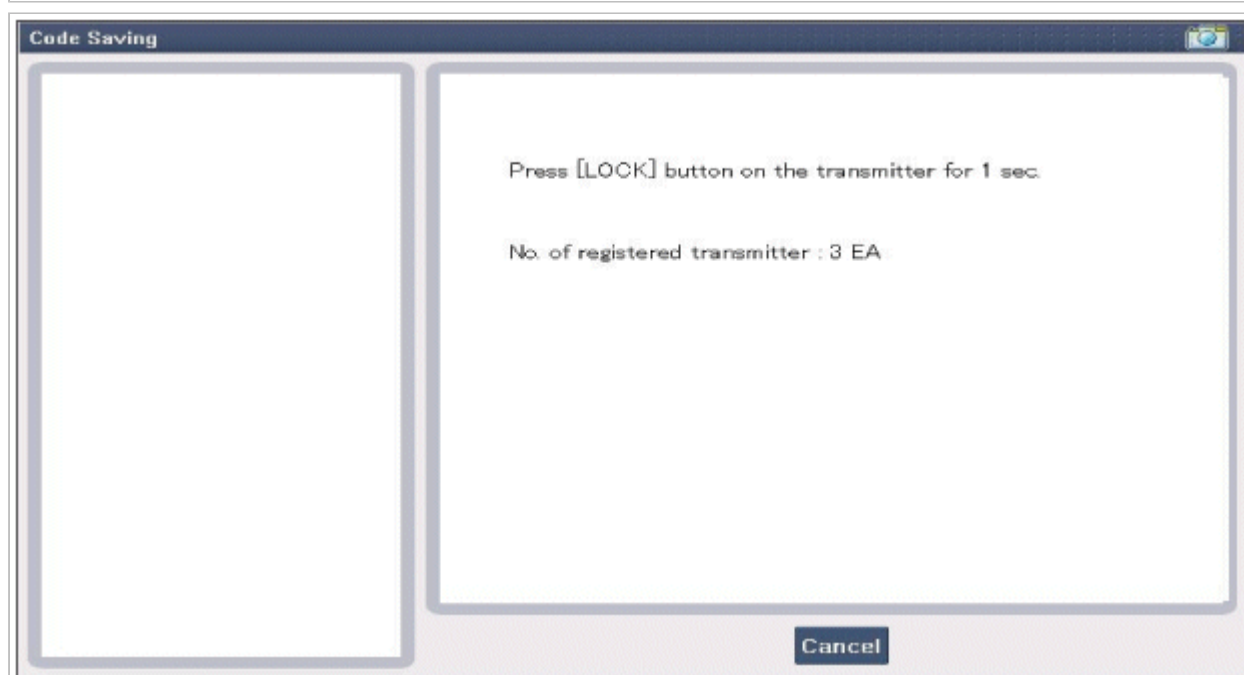 Code Saving
Press [LOCK] button on the transmitter for 1 sec.
No. of registered transmitter : 3 EA
Cancel